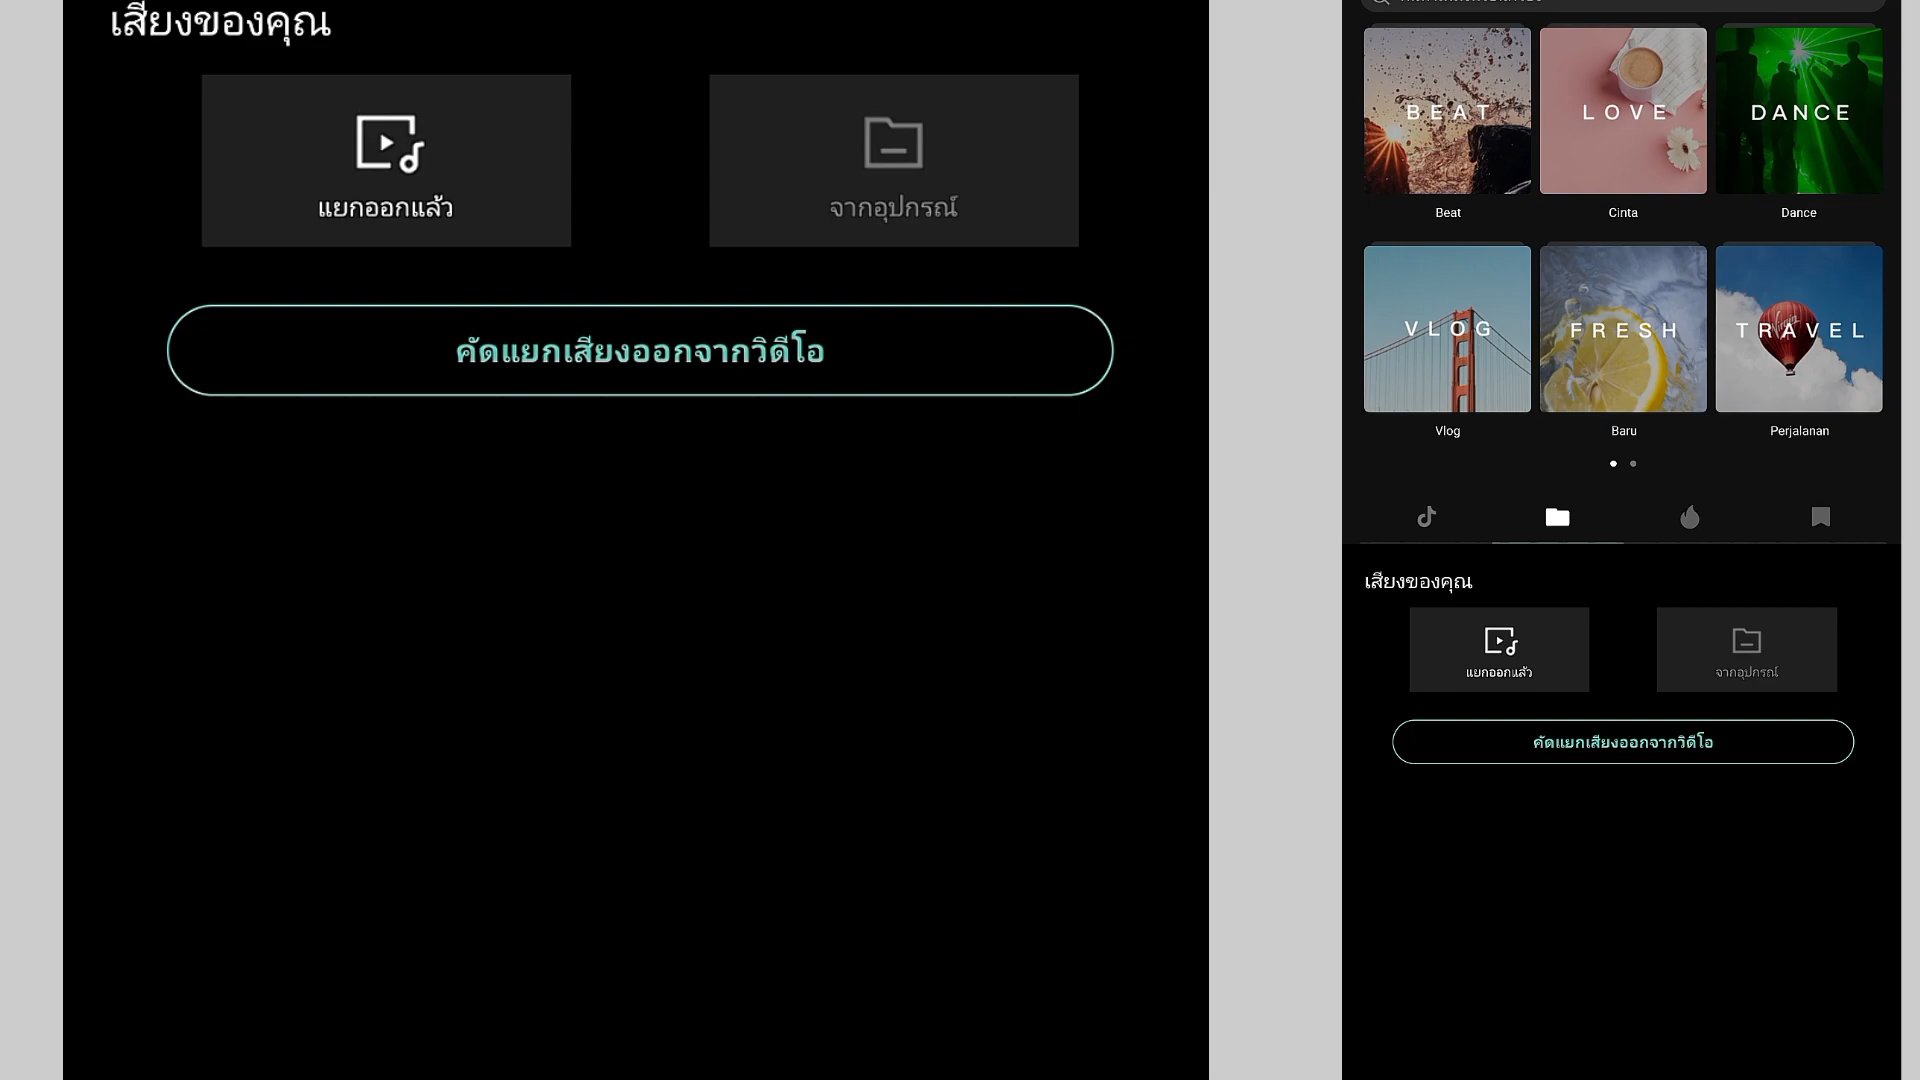 เสียงของคุณ
แยกออกแล้ว
จากอุปกรณ์
คัดแยกเสียงออกจากวิดีโอ
BEAT
LOVE
DANCE
Beat
Cinta
Dance
VLOG
FRESH
TRAVEL
Vlog
Baru
Perjalanan
เสียงของคุณ
แยกออกแล้ว
จากอุปกรณ์
คัดแยกเสียงออกจากวิดีโอ